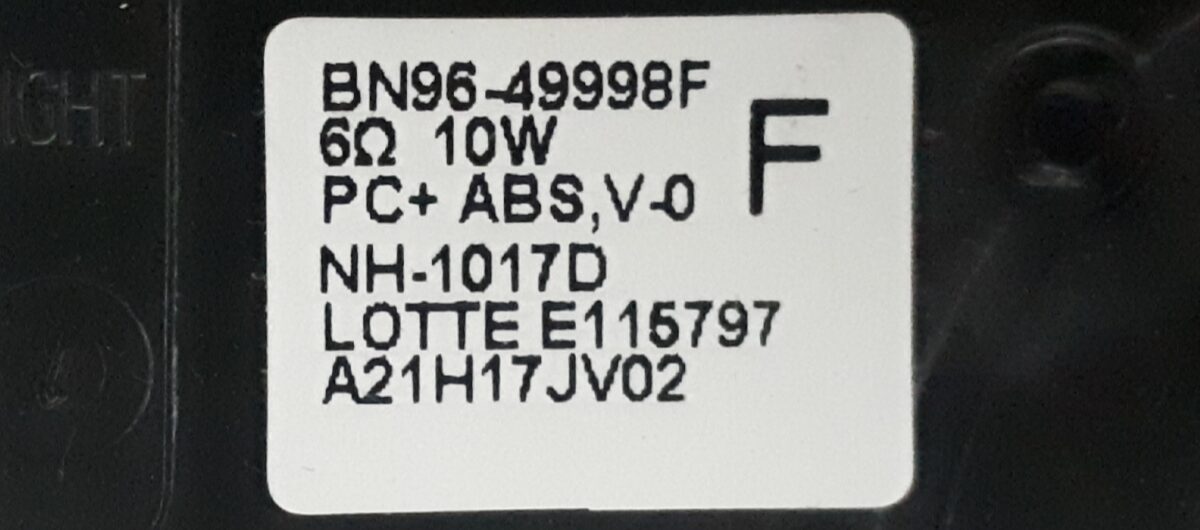 BN96-49998F
6Ω 10W
F
PC+ ABS,V-0
NH-1017D
LOTTE E115797
A21H17JV02